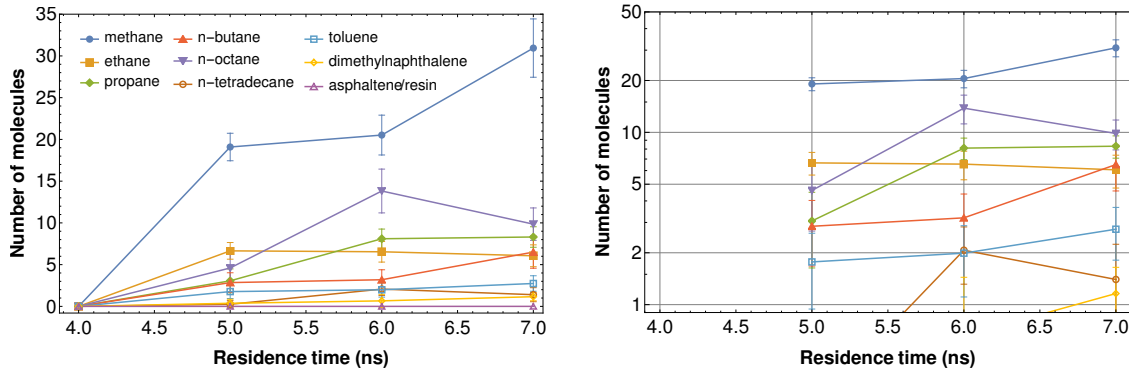 35
30
25
20
15
10
5
0
Number of molecules
methane
ethane
propane
n-butane
n-octane
n-tetradecane
toluene
dimethylnaphthalene
asphaltene/resin
4.0 4.5 5.0 5.5 6.0 6.5 7.0
Residence time (ns)
50
20
10
5
2
1
Number of molecules
4.0 4.5 5.0 5.5 6.0 6.5 7.0
Residence time (ns)